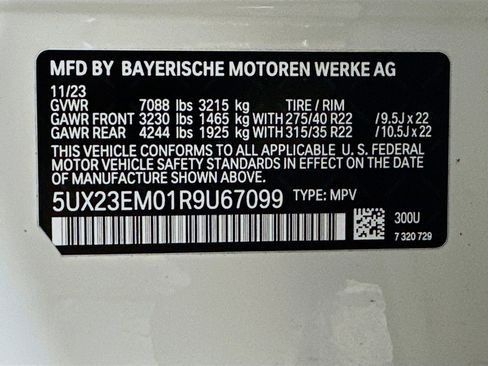 MFD BY BAYERISCHE MOTOREN WERKE AG
11/23
GVWR 7088 lbs 3215 kg TIRE / RIM
GAWR FRONT 3230 lbs 1465 kg WITH 275/40 R22 / 9.5J x 22
GAWR REAR 4244 lbs 1925 kg WITH 315/35 R22 / 10.5J x 22
THIS VEHICLE CONFORMS TO ALL APPLICABLE U. S. FEDERAL
MOTOR VEHICLE SAFETY STANDARDS IN EFFECT ON THE DATE
OF MANUFACTURE SHOWN ABOVE.
5UX23EM01R9U67099 TYPE: MPV
300U
7 320 729